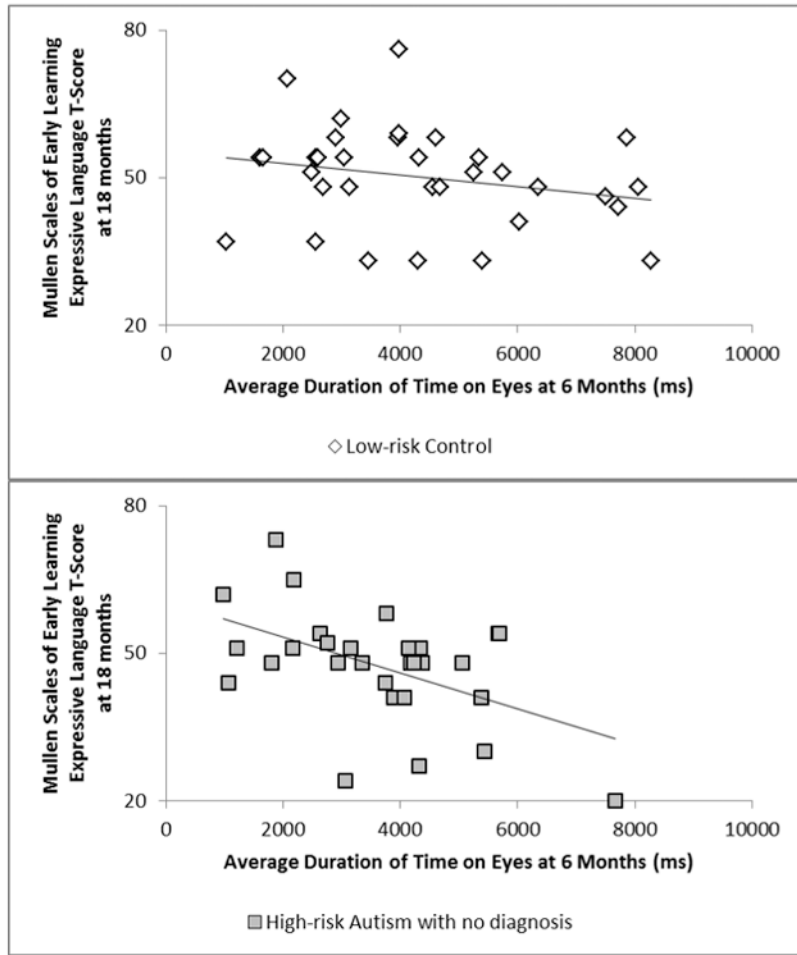 Mullen Scales of Early Learning
Expressive Language T-Score
at 18 months
80
50
20
0
2000
4000
6000
8000
10000
Average Duration of Time on Eyes at 6 Months (ms)
Low-risk Control
Mullen Scales of Early Learning
Expressive Language T-Score
at 18 months
80
50
20
0
2000
4000
6000
8000
10000
Average Duration of Time on Eyes at 6 Months (ms)
High-risk Autism with no diagnosis